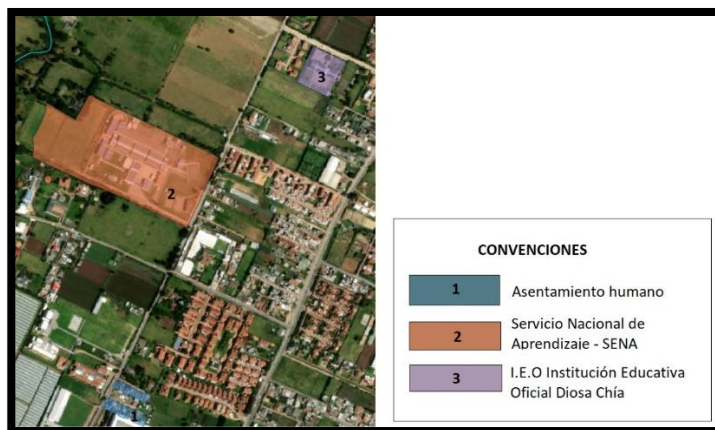 3
2
1
CONVENCIONES
1 Asentamiento humano
2 Servicio Nacional de
Aprendizaje - SENA
3 I.E.O Institución Educativa
Oficial Diosa Chía